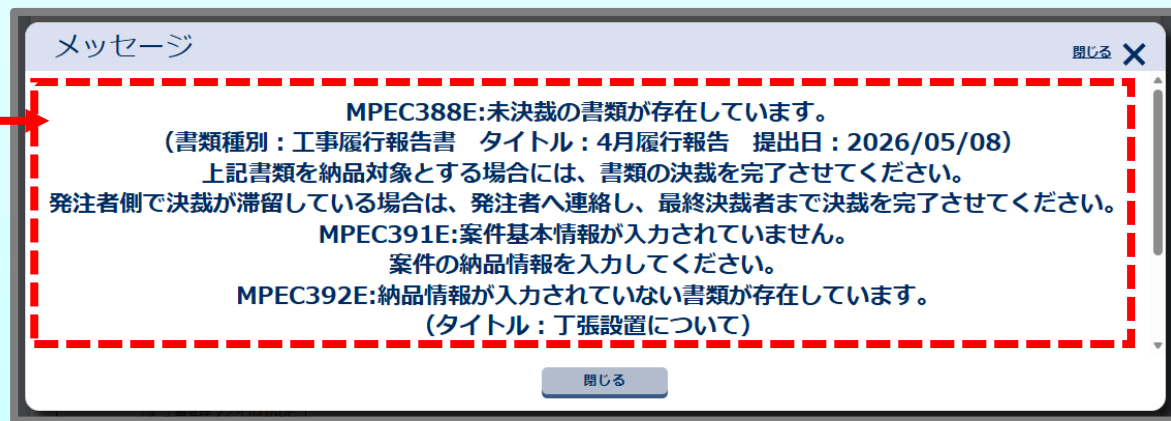 メッセージ
閉じる
MPEC388E:未決裁の書類が存在しています。
（書類種別：工事履行報告書　タイトル：4月履行報告　提出日：2026/05/08）
上記書類を納品対象とする場合には、書類の決裁を完了させてください。
発注者側で決裁が滞留している場合は、発注者へ連絡し、最終決裁者まで決裁を完了させてください。
MPEC391E:案件基本情報が入力されていません。
案件の納品情報を入力してください。
MPEC392E:納品情報が入力されていない書類が存在しています。
（タイトル：丁張設置について）
閉じる